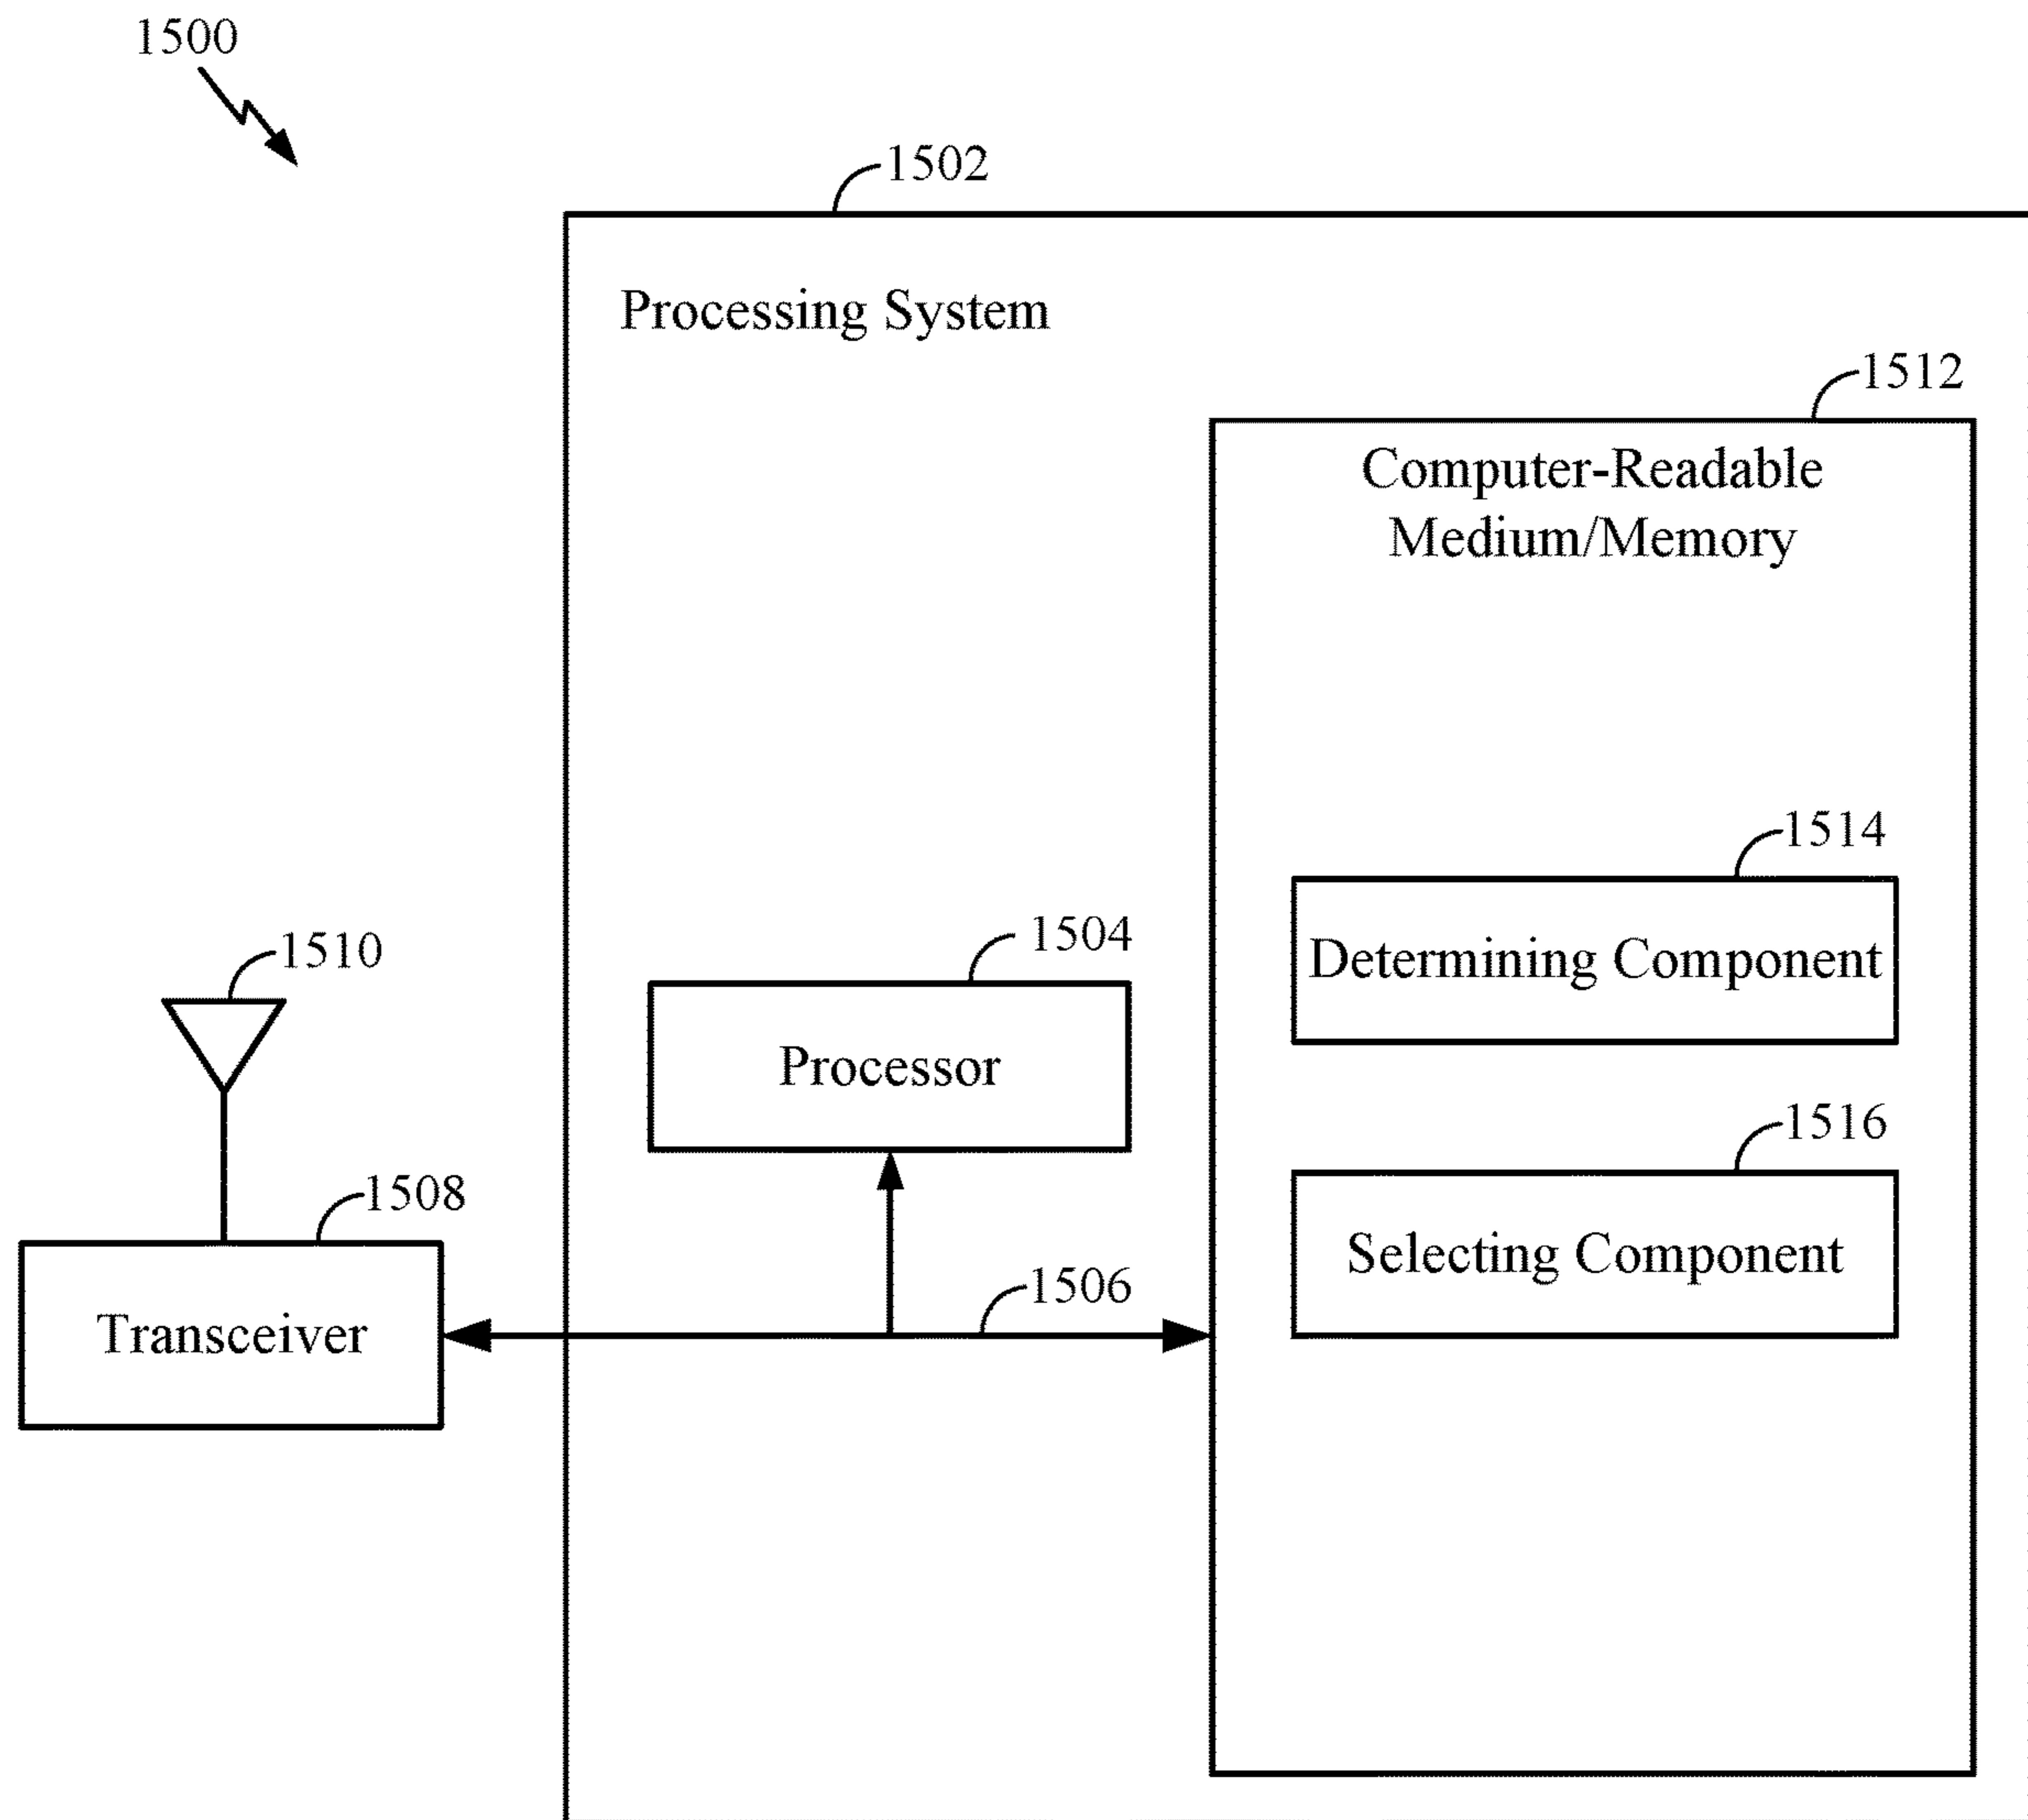 1500
1502
Processing System
1512
Computer-Readable
Medium/Memory
1514
Determining Component
1504
1510
Processor
1516
Selecting Component
1508
1506
Transceiver